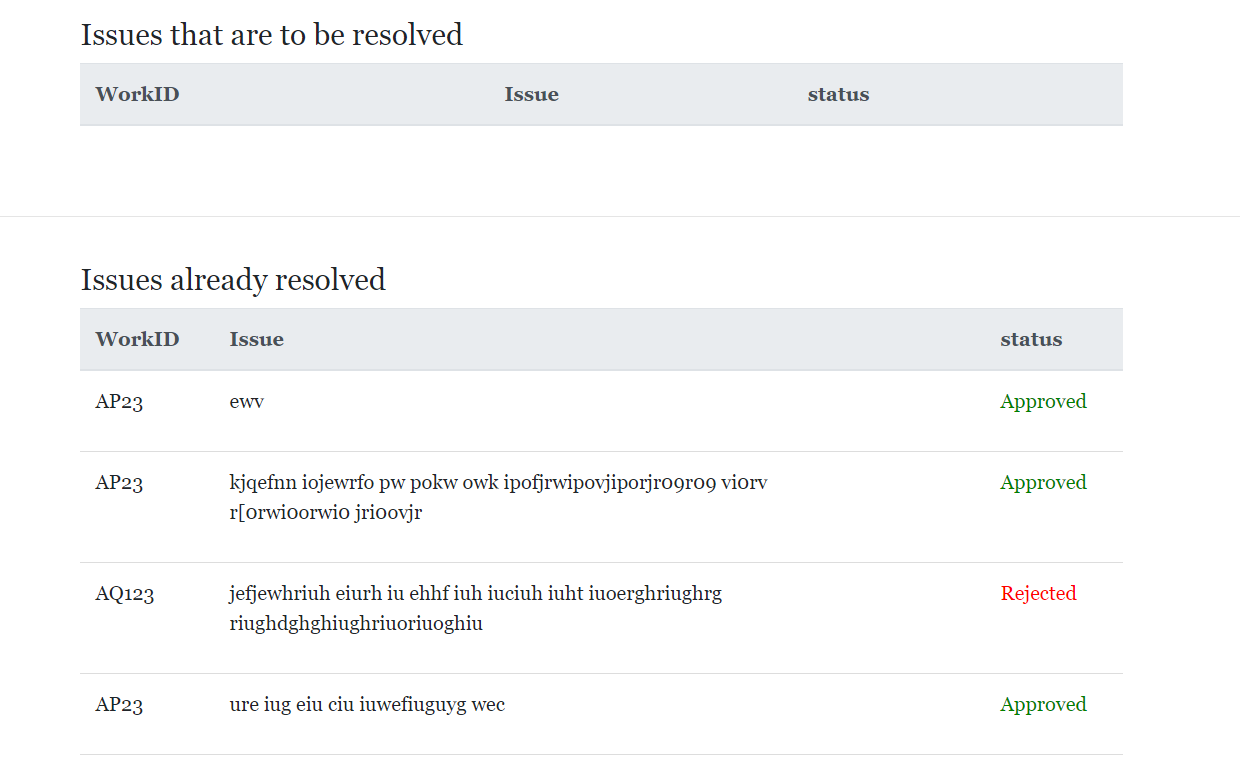 Issues that are to be resolved
WorkID Issue status
Issues already resolved
WorkID Issue status
AP23 ewv Approved
AP23 kjqefnn iojewrfo pw pokw owk ipofjrwipovjiporjr09r09 vi0rv Approved
r[0rwi0orwi0 jri0ovjr
AQ123 jefjewhriuh eiurh iu ehhf iuh iuciuh iuht iuoerghriughrg Rejected
riughdghghiughriuoriuoghiu
AP23 ure iug eiu ciu iuwefiuguyg wec Approved